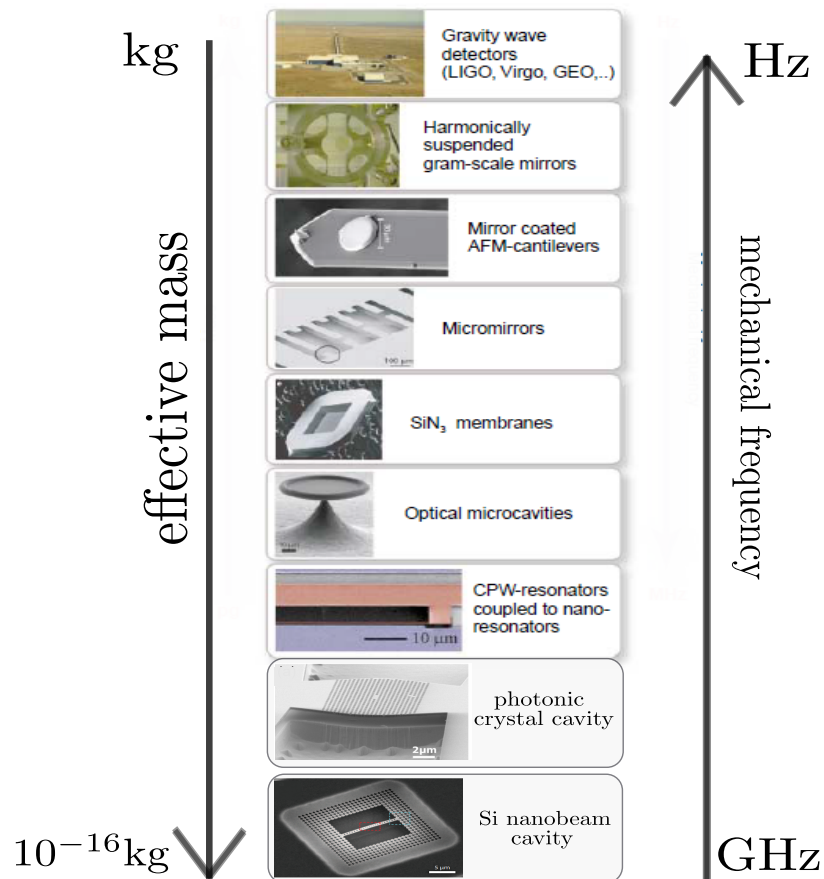 kg
Hz
Gravity wave
detectors
(LIGO, Virgo, GEO,..)
Harmonically
suspended
gram-scale mirrors
Mirror coated
AFM-cantilevers
Micromirrors
100 µm
SiN₃ membranes
Optical microcavities
CPW-resonators
coupled to nano-
resonators
10 µm
photonic
crystal cavity
2µm
Si nanobeam
cavity
5 µm
effective mass
mechanical frequency
10⁻¹⁶kg
GHz